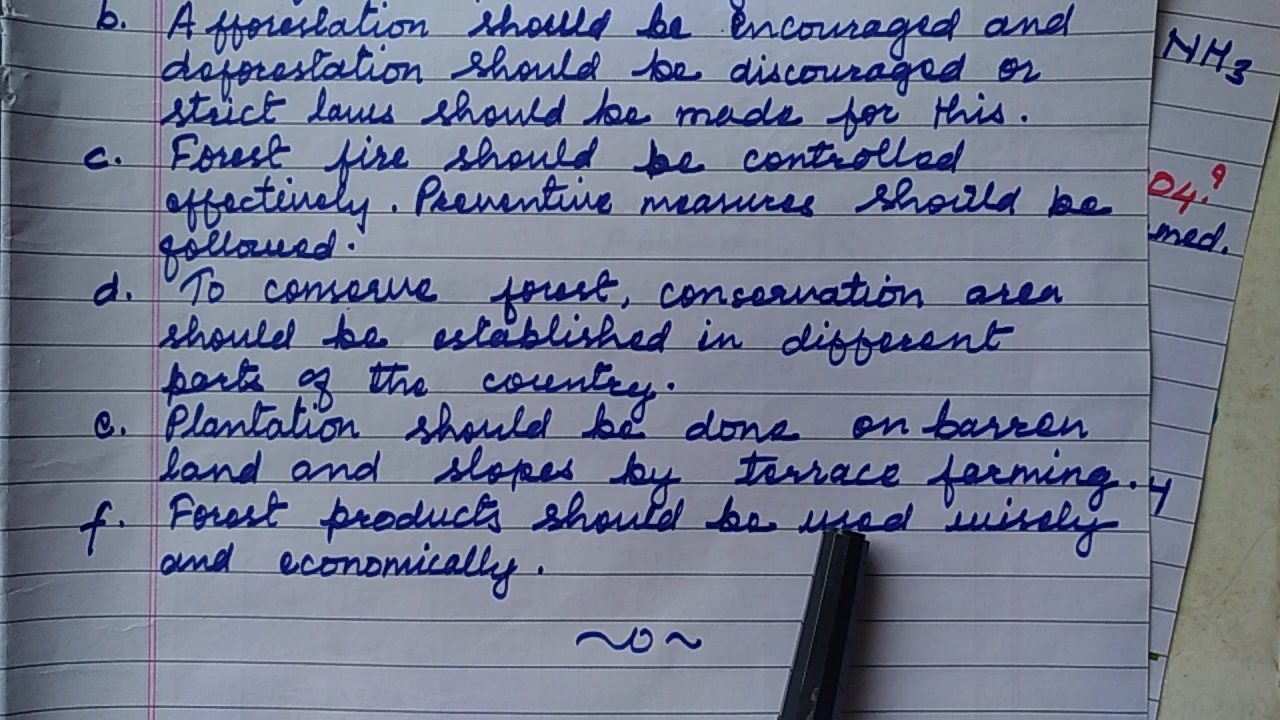 b. Afforestation should be encouraged and
deforestation should be discouraged or
strict laws should be made for this.
c. Forest fire should be controlled
effectively. Preventive measures should be
followed.
d. To conserve forest, conservation area
should be established in different
parts of the country.
e. Plantation should be done on barren
land and slopes by terrace farming.
f. Forest products should be used wisely
and economically.
~o~
NH3
O4?
med.